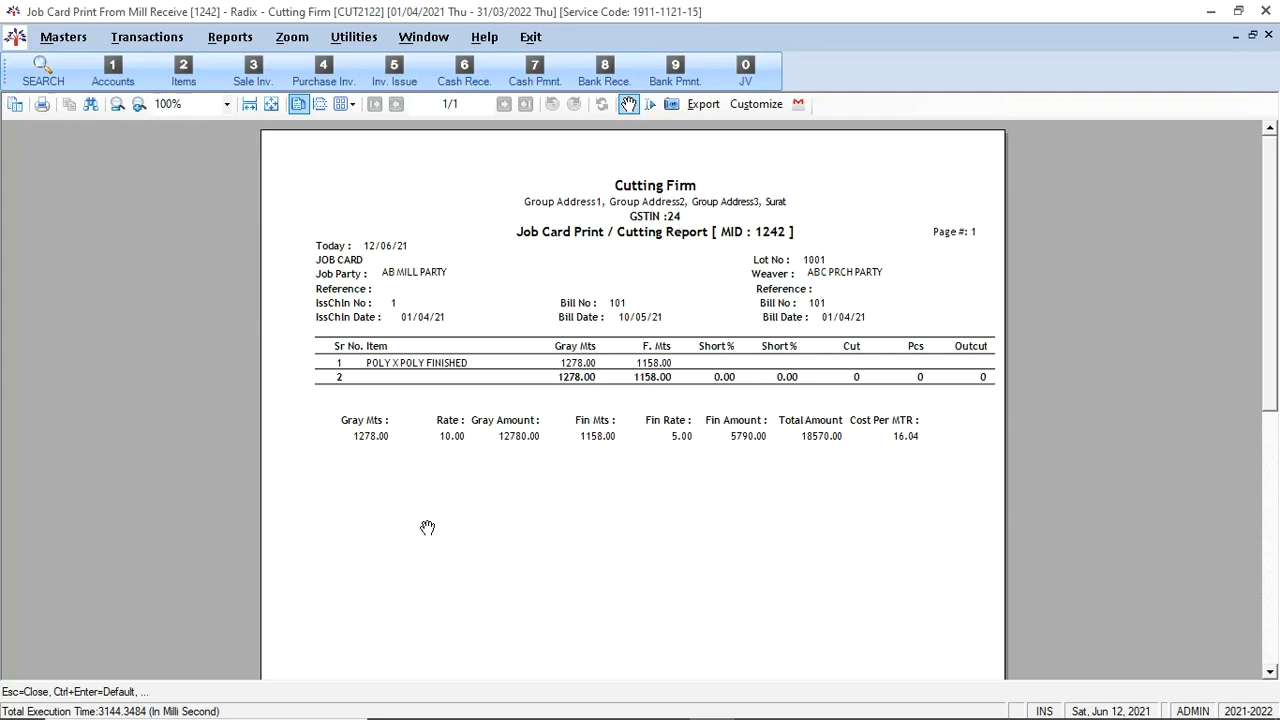 Job Card Print From Mill Receive [1242] - Radix - Cutting Firm [CUT2122] [01/04/2021 Thu - 31/03/2022 Thu] [Service Code: 1911-1121-15]
Masters Transactions Reports Zoom Utilities Window Help Exit
1 2 3 4 5 6 7 8 9 0
SEARCH Accounts Items Sale Inv. Purchase Inv. Inv. Issue Cash Rece. Cash Pmnt. Bank Rece. Bank Pmnt. JV
100% 1/1 Export Customize
Cutting Firm
Group Address1, Group Address2, Group Address3, Surat
GSTIN :24
Job Card Print / Cutting Report [ MID : 1242 ] Page #: 1
Today : 12/06/21
JOB CARD Lot No : 1001
Job Party : AB MILL PARTY Weaver : ABC PRCH PARTY
Reference : Reference :
IssChln No : 1 Bill No : 101 Bill No : 101
IssChln Date : 01/04/21 Bill Date : 10/05/21 Bill Date : 01/04/21
Sr No. Item Gray Mts F. Mts Short % Short % Cut Pcs Outcut
1 POLY X POLY FINISHED 1278.00 1158.00
2 1278.00 1158.00 0.00 0.00 0 0 0
Gray Mts : Rate : Gray Amount : Fin Mts : Fin Rate : Fin Amount : Total Amount Cost Per MTR :
1278.00 10.00 12780.00 1158.00 5.00 5790.00 18570.00 16.04
Esc=Close, Ctrl+Enter=Default, ...
Total Execution Time:3144.3484 (In Milli Second) INS Sat, Jun 12, 2021 ADMIN 2021-2022